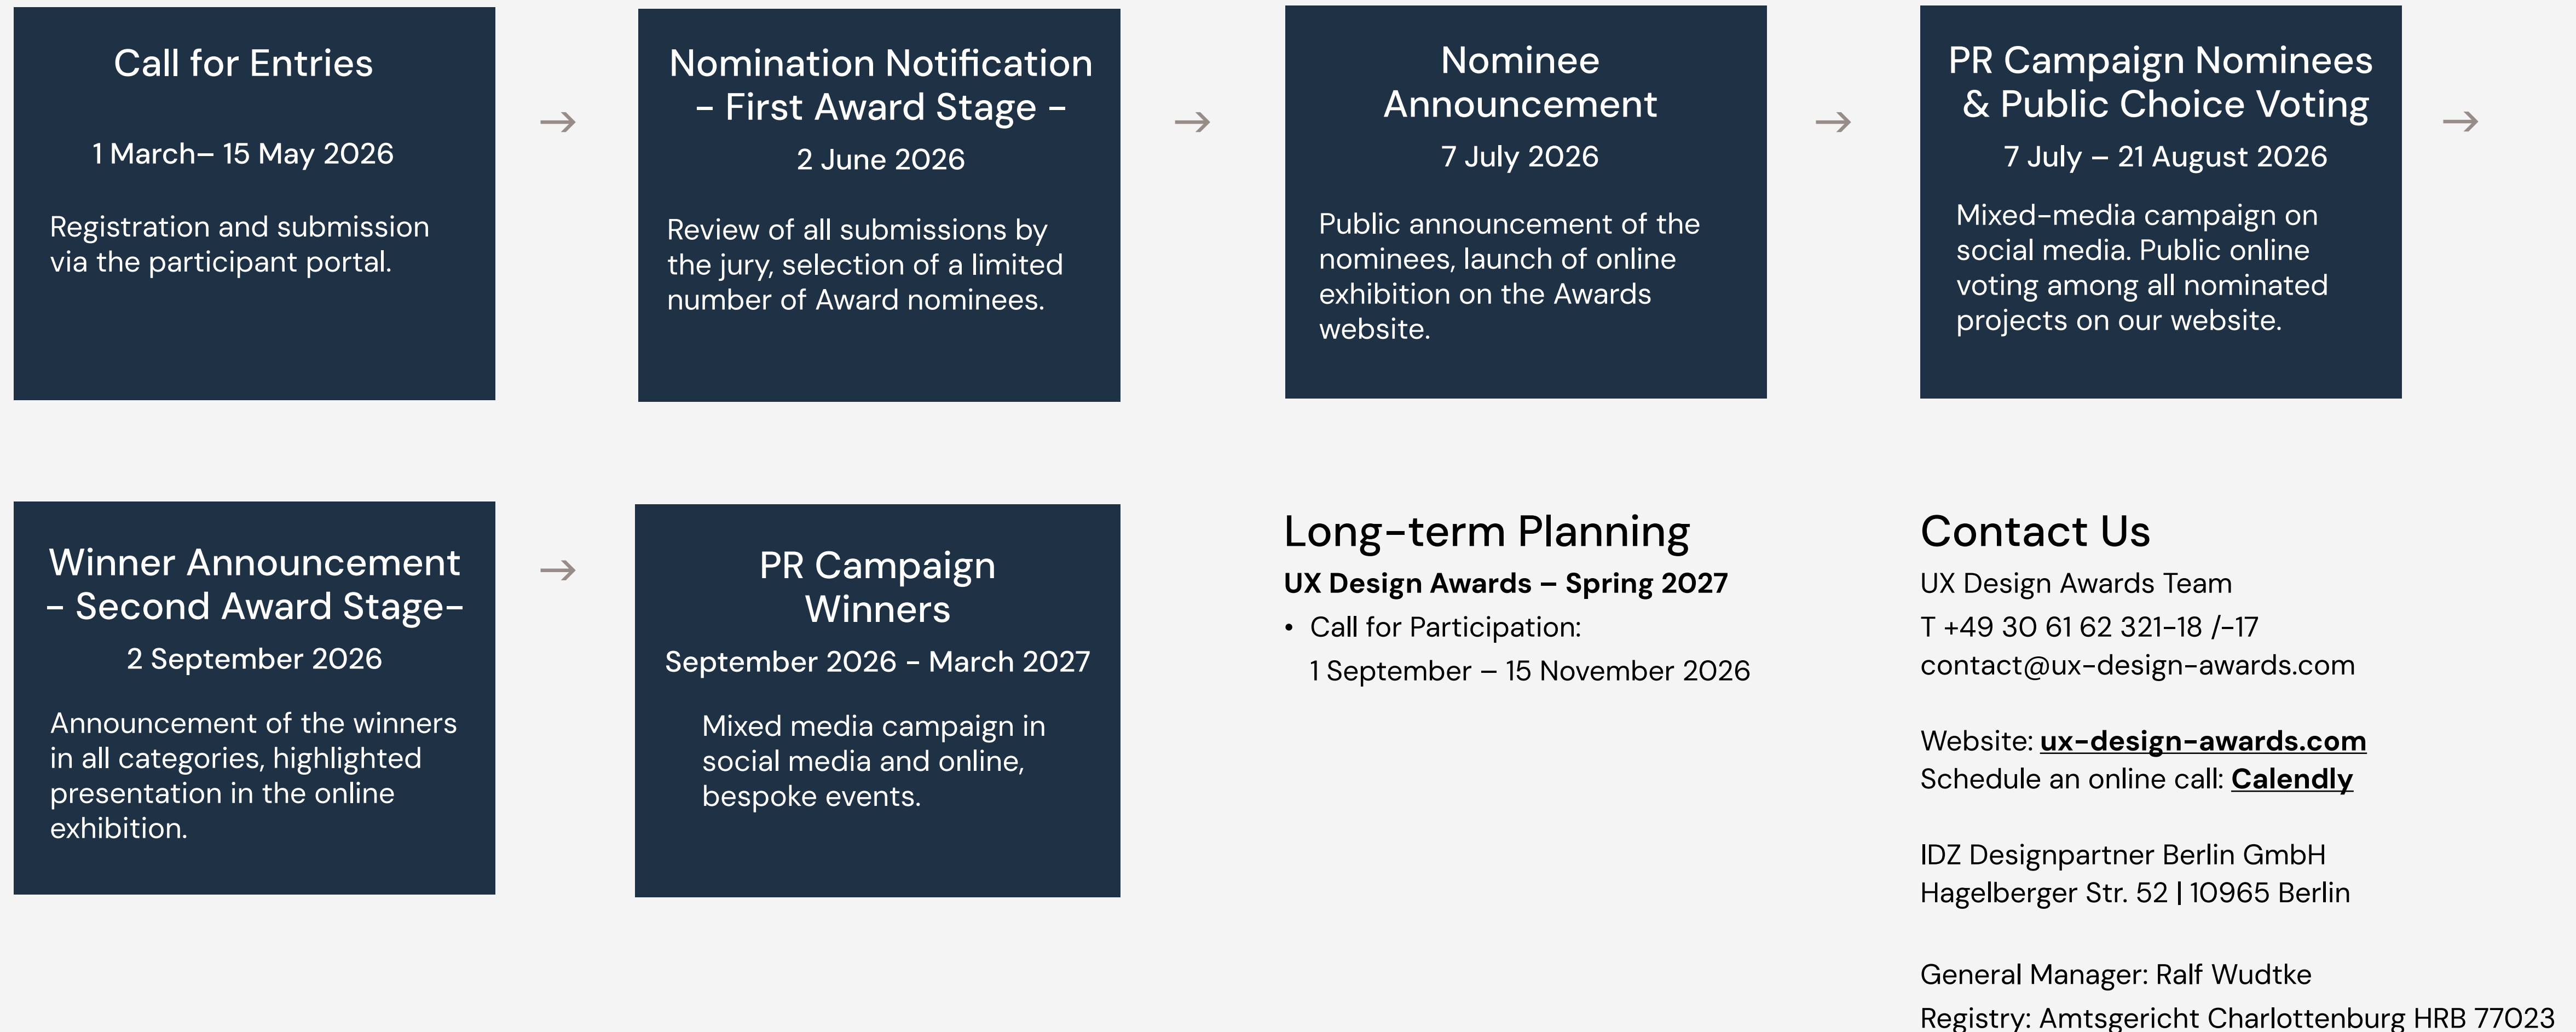 Call for Entries
1 March– 15 May 2026
Registration and submission
via the participant portal.
→
Nomination Notification
- First Award Stage -
2 June 2026
Review of all submissions by
the jury, selection of a limited
number of Award nominees.
→
Nominee
Announcement
7 July 2026
Public announcement of the
nominees, launch of online
exhibition on the Awards
website.
→
PR Campaign Nominees
& Public Choice Voting
7 July – 21 August 2026
Mixed-media campaign on
social media. Public online
voting among all nominated
projects on our website.
→
Winner Announcement
- Second Award Stage-
2 September 2026
Announcement of the winners
in all categories, highlighted
presentation in the online
exhibition.
→
PR Campaign
Winners
September 2026 - March 2027
Mixed media campaign in
social media and online,
bespoke events.
Long-term Planning
UX Design Awards – Spring 2027
• Call for Participation:
1 September – 15 November 2026
Contact Us
UX Design Awards Team
T +49 30 61 62 321-18 /-17
contact@ux-design-awards.com
Website: ux-design-awards.com
Schedule an online call: Calendly
IDZ Designpartner Berlin GmbH
Hagelberger Str. 52 | 10965 Berlin
General Manager: Ralf Wudtke
Registry: Amtsgericht Charlottenburg HRB 77023